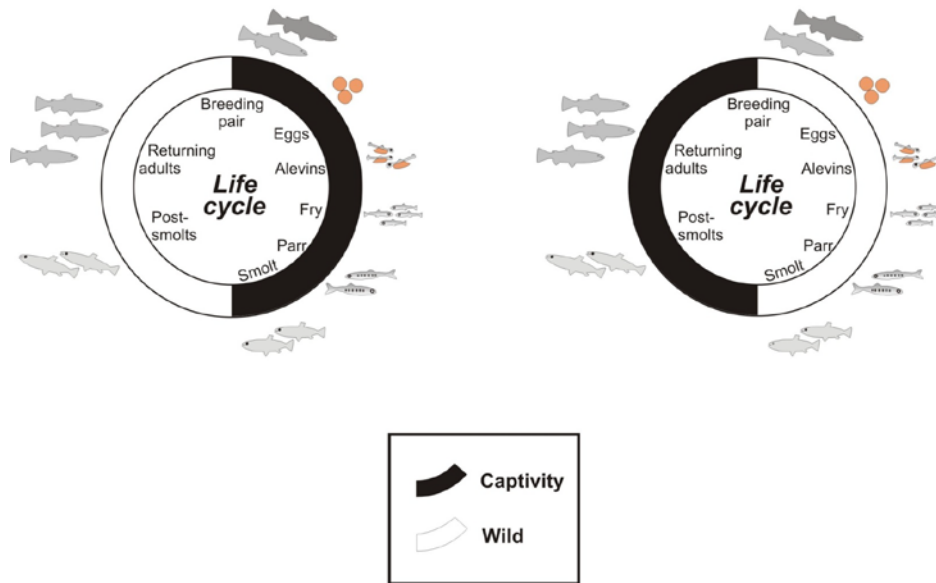 Breeding
pair
Eggs
Returning
adults
Alevins
Life
cycle
Fry
Post-
smolts
Parr
Smolt
Breeding
pair
Eggs
Returning
adults
Alevins
Life
cycle
Fry
Post-
smolts
Parr
Smolt
Captivity
Wild